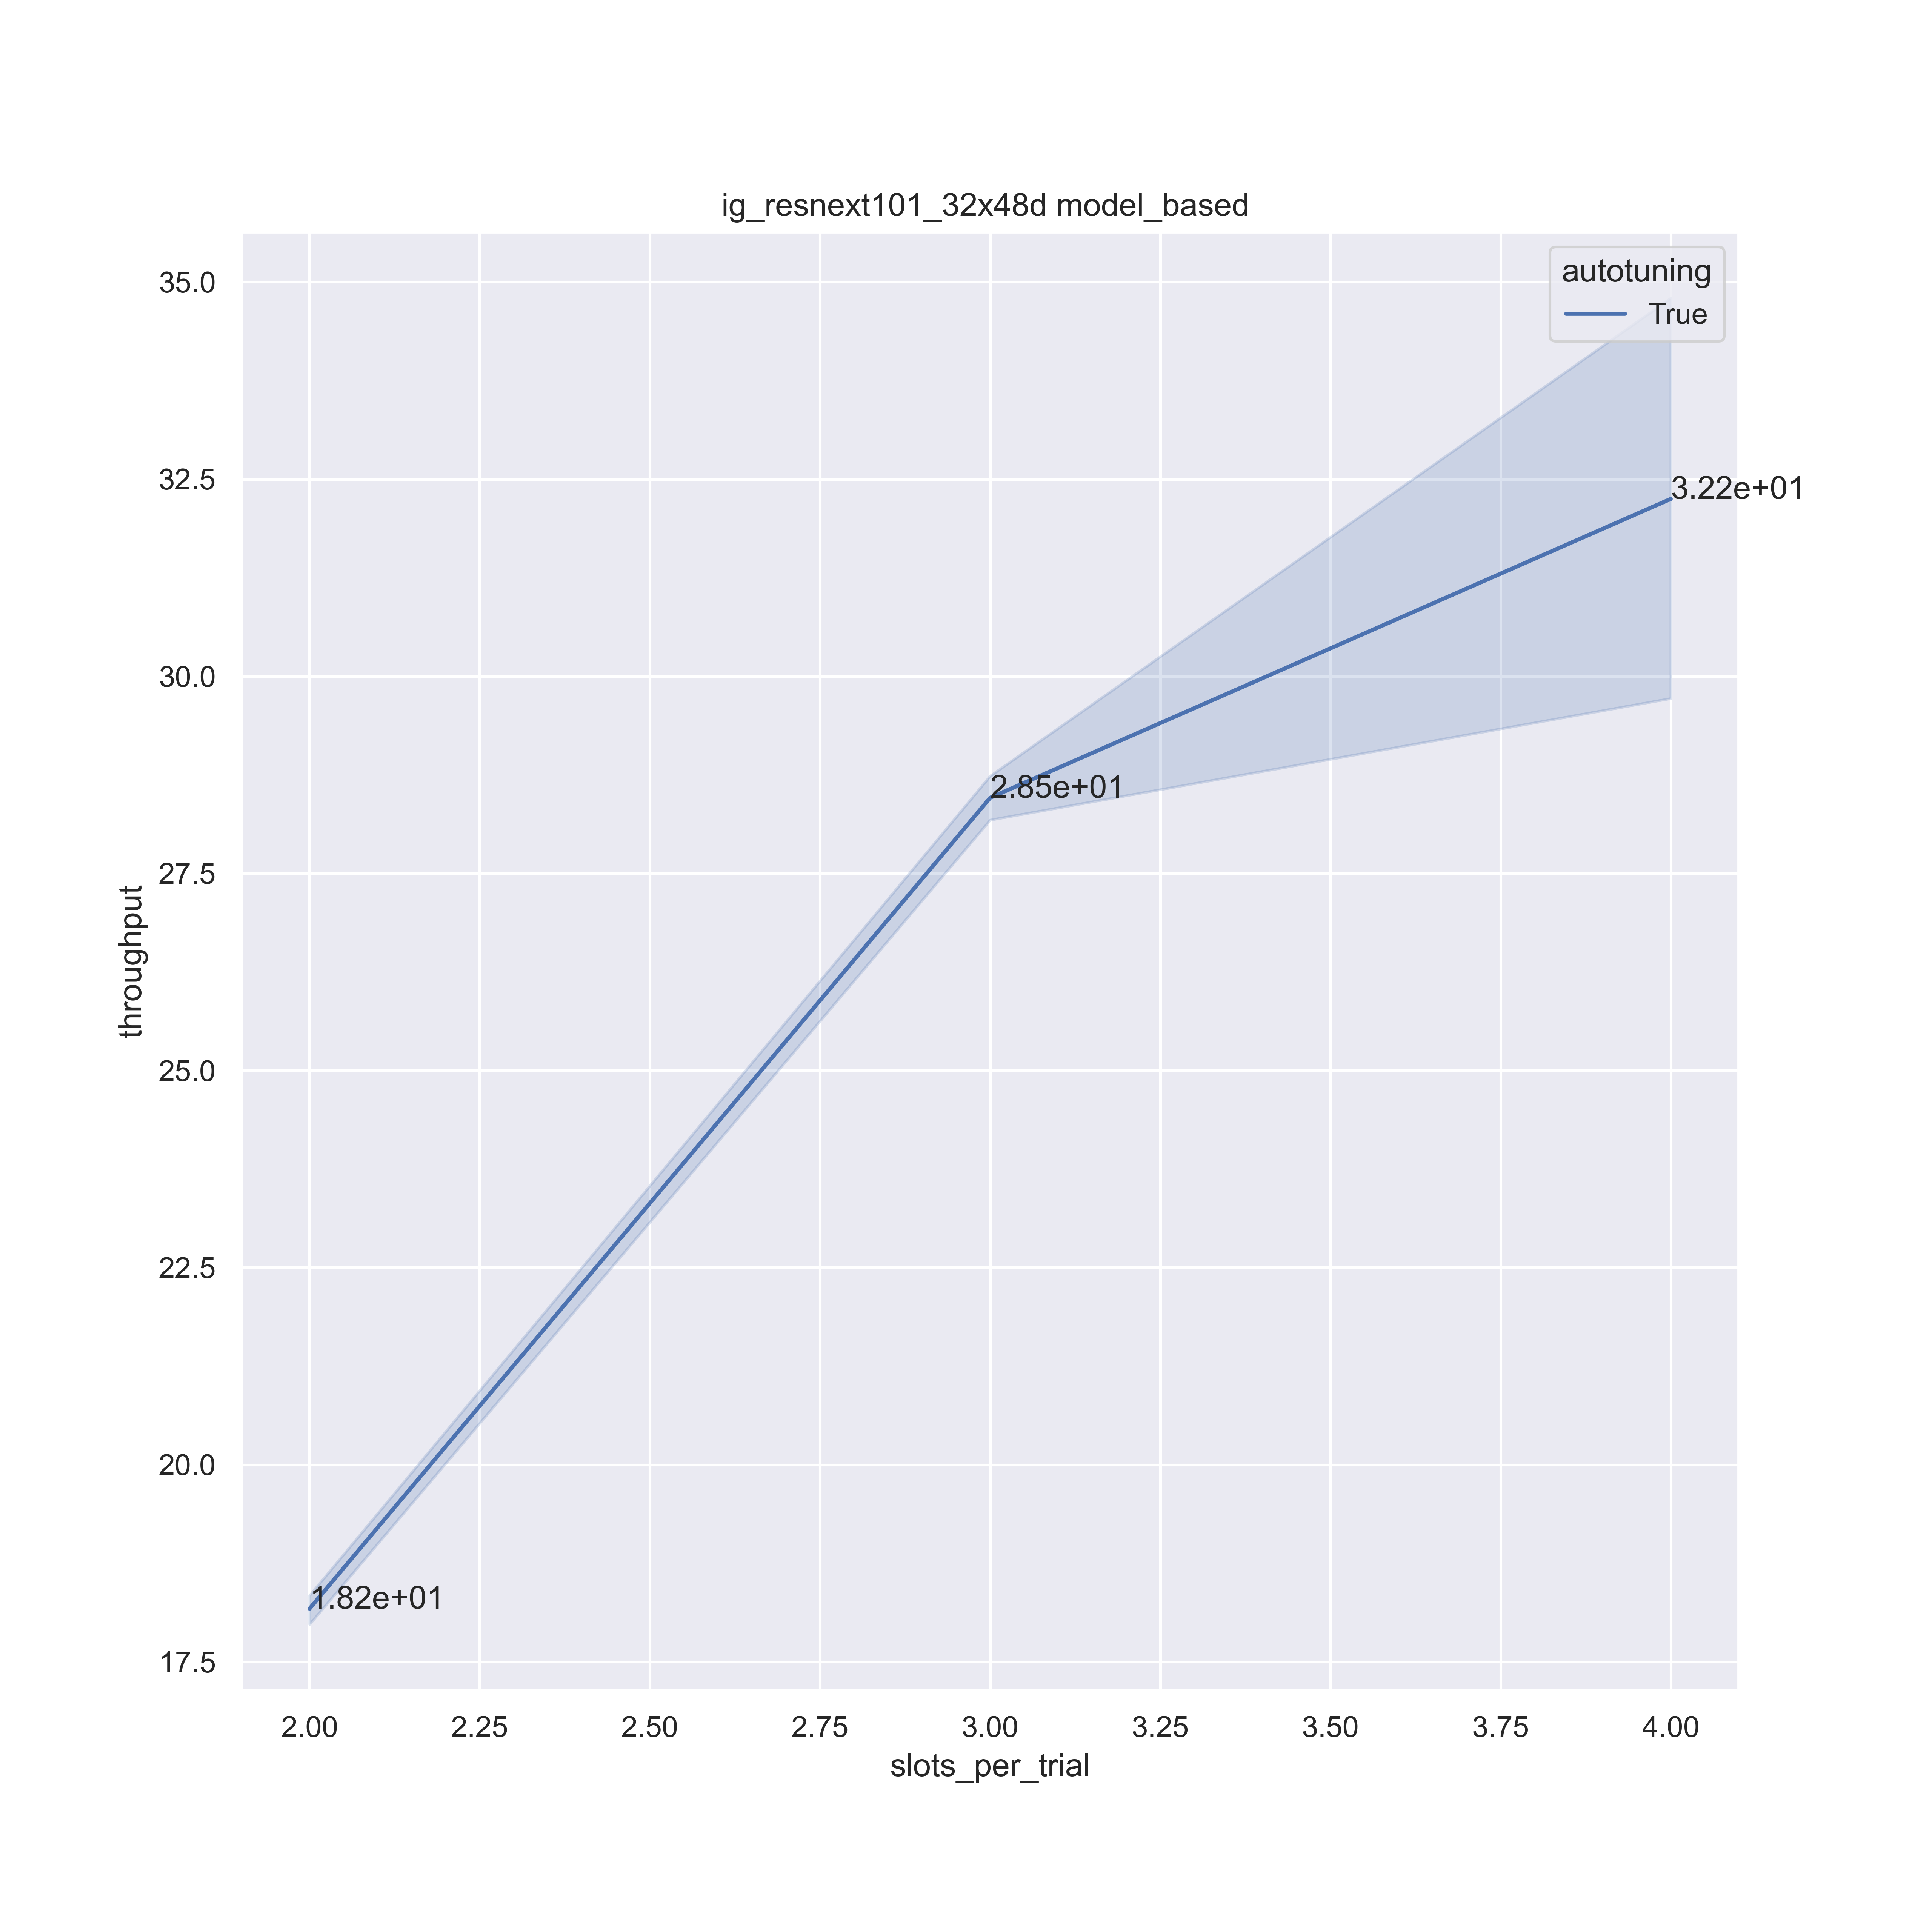 ig_resnext101_32x48d model_based
autotuning
True
35.0
32.5
30.0
27.5
25.0
22.5
20.0
17.5
throughput
3.22e+01
2.85e+01
1.82e+01
2.00 2.25 2.50 2.75 3.00 3.25 3.50 3.75 4.00
slots_per_trial